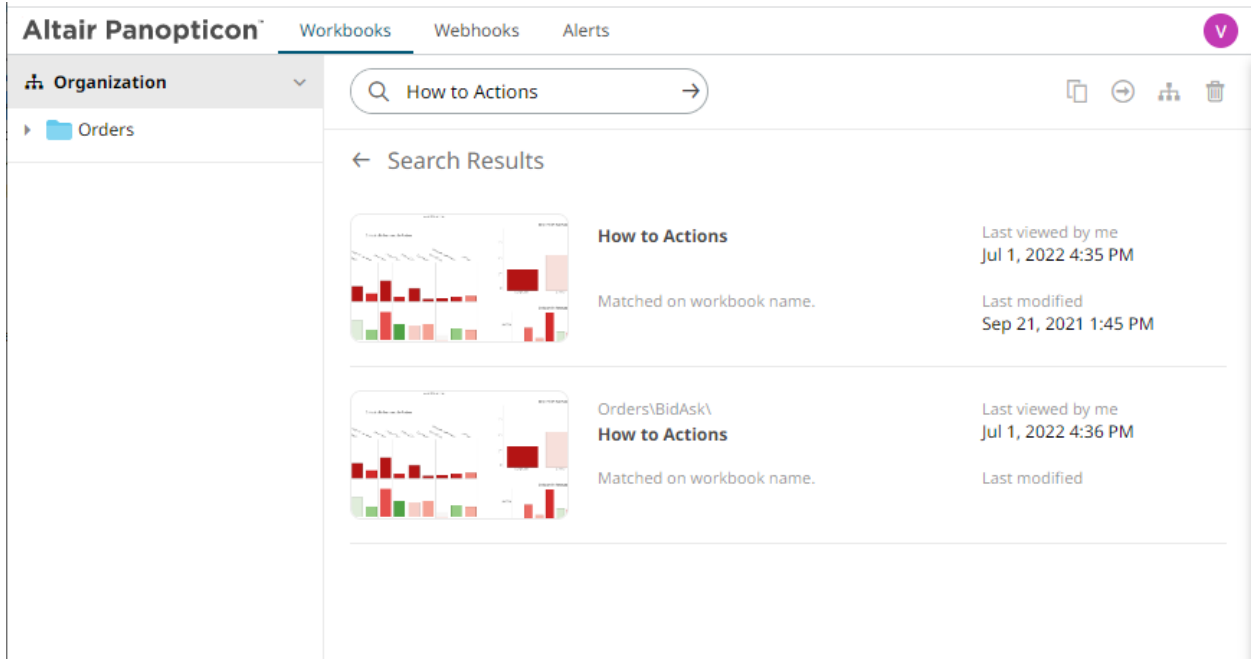 Altair Panopticon™ Workbooks Webhooks Alerts V
Organization
How to Actions
Orders
Search Results
How to Actions
Last viewed by me
Jul 1, 2022 4:35 PM
Matched on workbook name.
Last modified
Sep 21, 2021 1:45 PM
Orders\BidAsk\
How to Actions
Last viewed by me
Jul 1, 2022 4:36 PM
Matched on workbook name.
Last modified